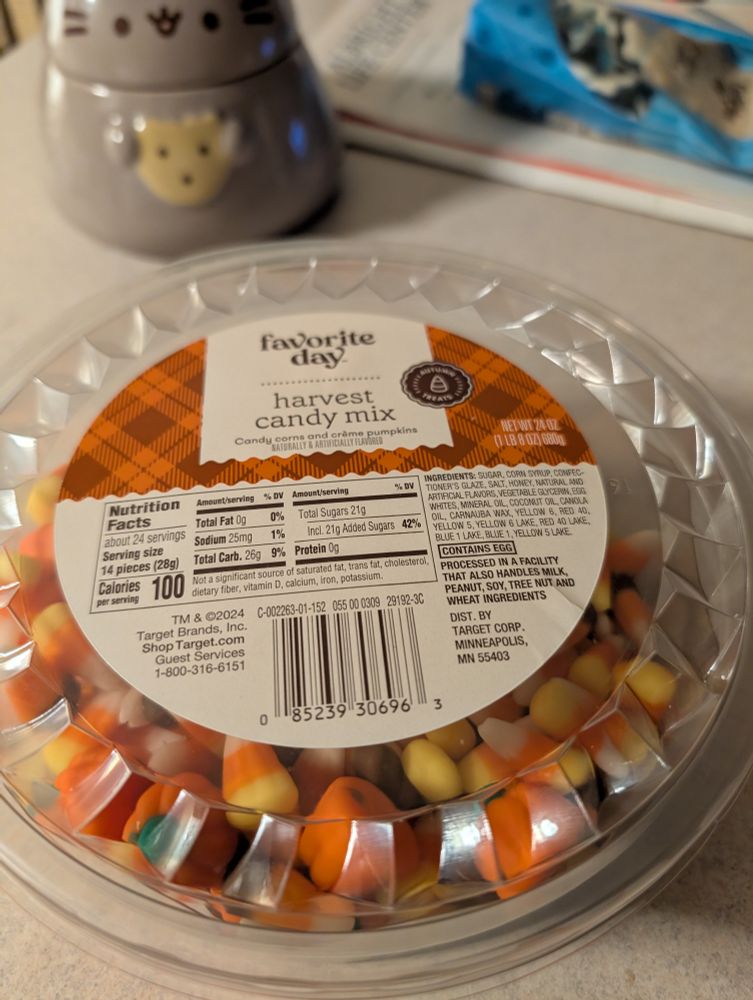 favorite
day™
harvest
candy mix
Candy corns and crème pumpkins
NATURALLY & ARTIFICIALLY FLAVORED
AUTUMN
TREATS
NET WT 24 OZ
(1 LB 8 OZ) 680g
Nutrition
Facts
about 24 servings
Serving size
14 pieces (28g)
Calories 100
per serving
Amount/serving % DV
Total Fat 0g 0%
Sodium 25mg 1%
Total Carb. 26g 9%
Amount/serving % DV
Total Sugars 21g
Incl. 21g Added Sugars 42%
Protein 0g
Not a significant source of saturated fat, trans fat, cholesterol,
dietary fiber, vitamin D, calcium, iron, potassium.
INGREDIENTS: SUGAR, CORN SYRUP, CONFEC-
TIONER'S GLAZE, SALT, HONEY, NATURAL AND
ARTIFICIAL FLAVORS, VEGETABLE GLYCERIN, EGG
WHITES, MINERAL OIL, COCONUT OIL, CANOLA
OIL, CARNAUBA WAX, YELLOW 6, RED 40,
YELLOW 5, YELLOW 6 LAKE, RED 40 LAKE,
BLUE 1 LAKE, BLUE 1, YELLOW 5 LAKE.
CONTAINS EGG
PROCESSED IN A FACILITY
THAT ALSO HANDLES MILK,
PEANUT, SOY, TREE NUT AND
WHEAT INGREDIENTS
DIST. BY
TARGET CORP.
MINNEAPOLIS,
MN 55403
TM & ©2024
Target Brands, Inc.
Shop Target.com
Guest Services
1-800-316-6151
C-002263-01-152 055 00 0309 29192-3C
0 85239 30696 3